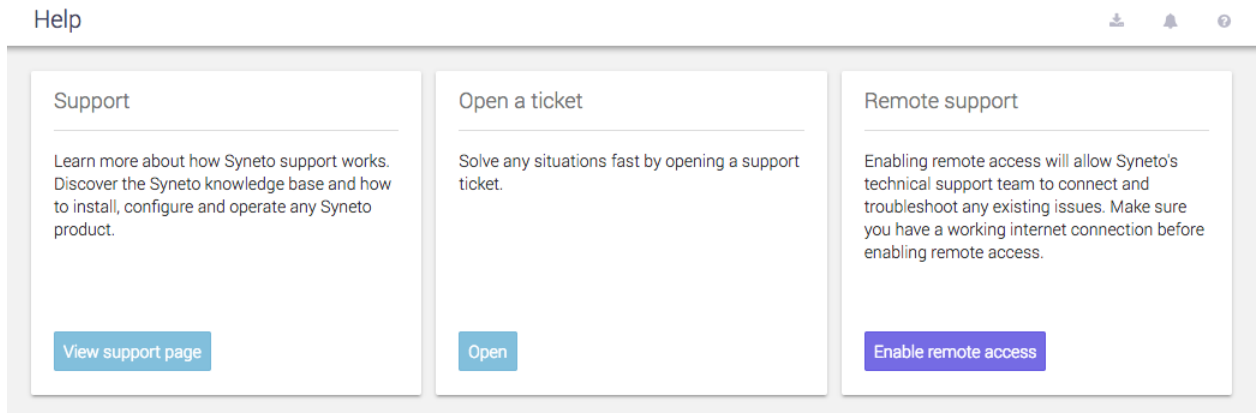 Help
Support
Learn more about how Syneto support works.
Discover the Syneto knowledge base and how
to install, configure and operate any Syneto
product.
View support page
Open a ticket
Solve any situations fast by opening a support
ticket.
Open
Remote support
Enabling remote access will allow Syneto's
technical support team to connect and
troubleshoot any existing issues. Make sure
you have a working internet connection before
enabling remote access.
Enable remote access